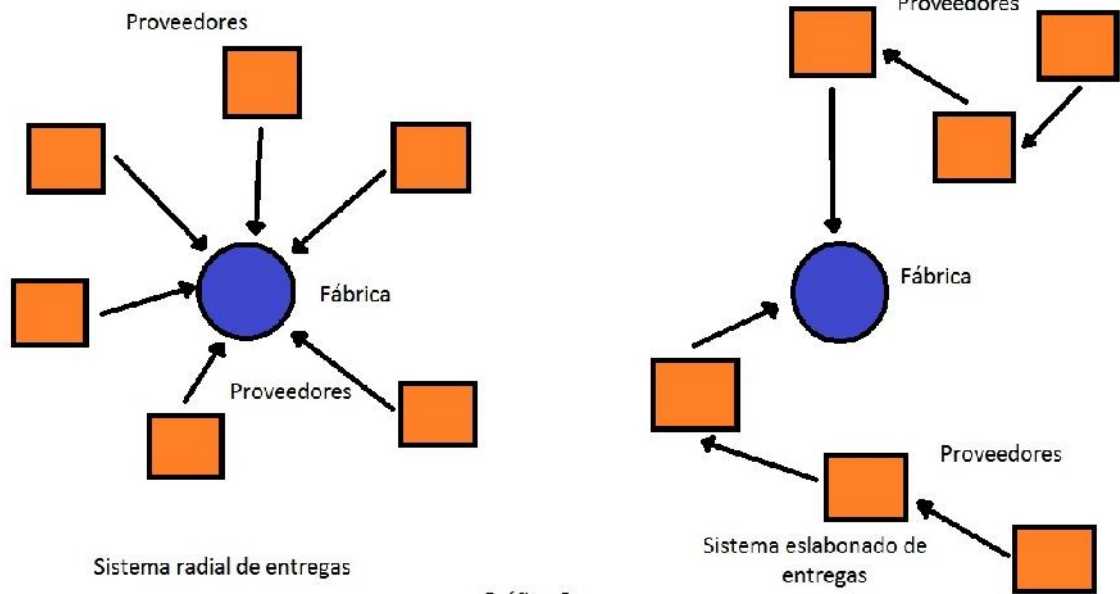 Proveedores
Fábrica
Proveedores
Sistema radial de entregas
Proveedores
Fábrica
Proveedores
Sistema eslabonado de
entregas